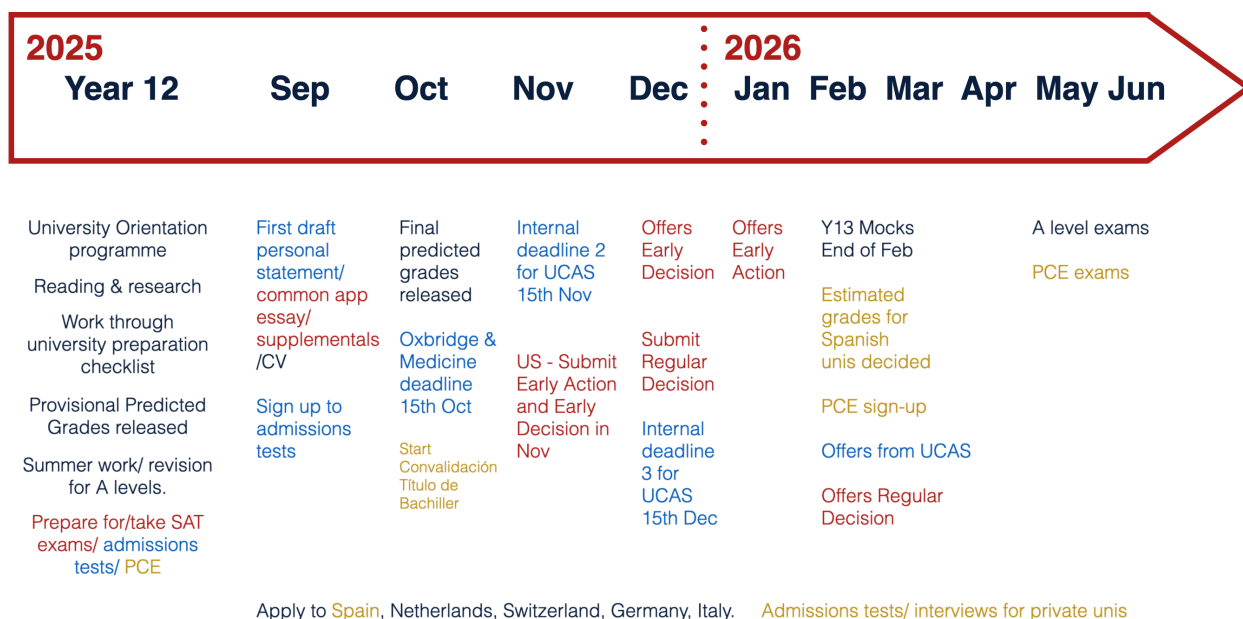 2025
2026
Year 12
Sep
Oct
Nov
Dec
Jan
Feb
Mar
Apr
May
Jun
University Orientation
programme
Reading & research
Work through
university preparation
checklist
Provisional Predicted
Grades released
Summer work/ revision
for A levels.
Prepare for/take SAT
exams/ admissions
tests/ PCE
First draft
personal
statement/
common app
essay/
supplementals
/CV
Sign up to
admissions
tests
Final
predicted
grades
released
Oxbridge &
Medicine
deadline
15th Oct
Start
Convalidación
Título de
Bachiller
Internal
deadline 2
for UCAS
15th Nov
US - Submit
Early Action
and Early
Decision in
Nov
Offers
Early
Decision
Submit
Regular
Decision
Internal
deadline
3 for
UCAS
15th Dec
Offers
Early
Action
Y13 Mocks
End of Feb
Estimated
grades for
Spanish
unis decided
PCE sign-up
Offers from UCAS
Offers Regular
Decision
A level exams
PCE exams
Apply to Spain, Netherlands, Switzerland, Germany, Italy.
Admissions tests/ interviews for private unis